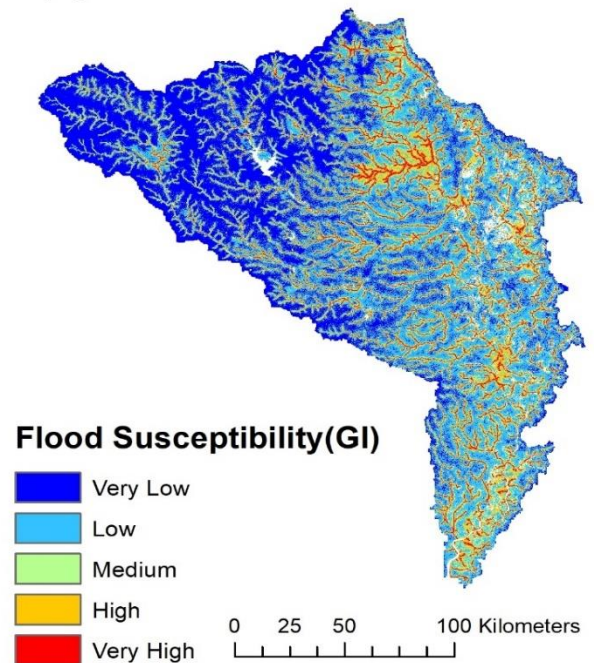 Flood Susceptibility(GI)
Very Low
Low
Medium
High
Very High
0 25 50 100 Kilometers